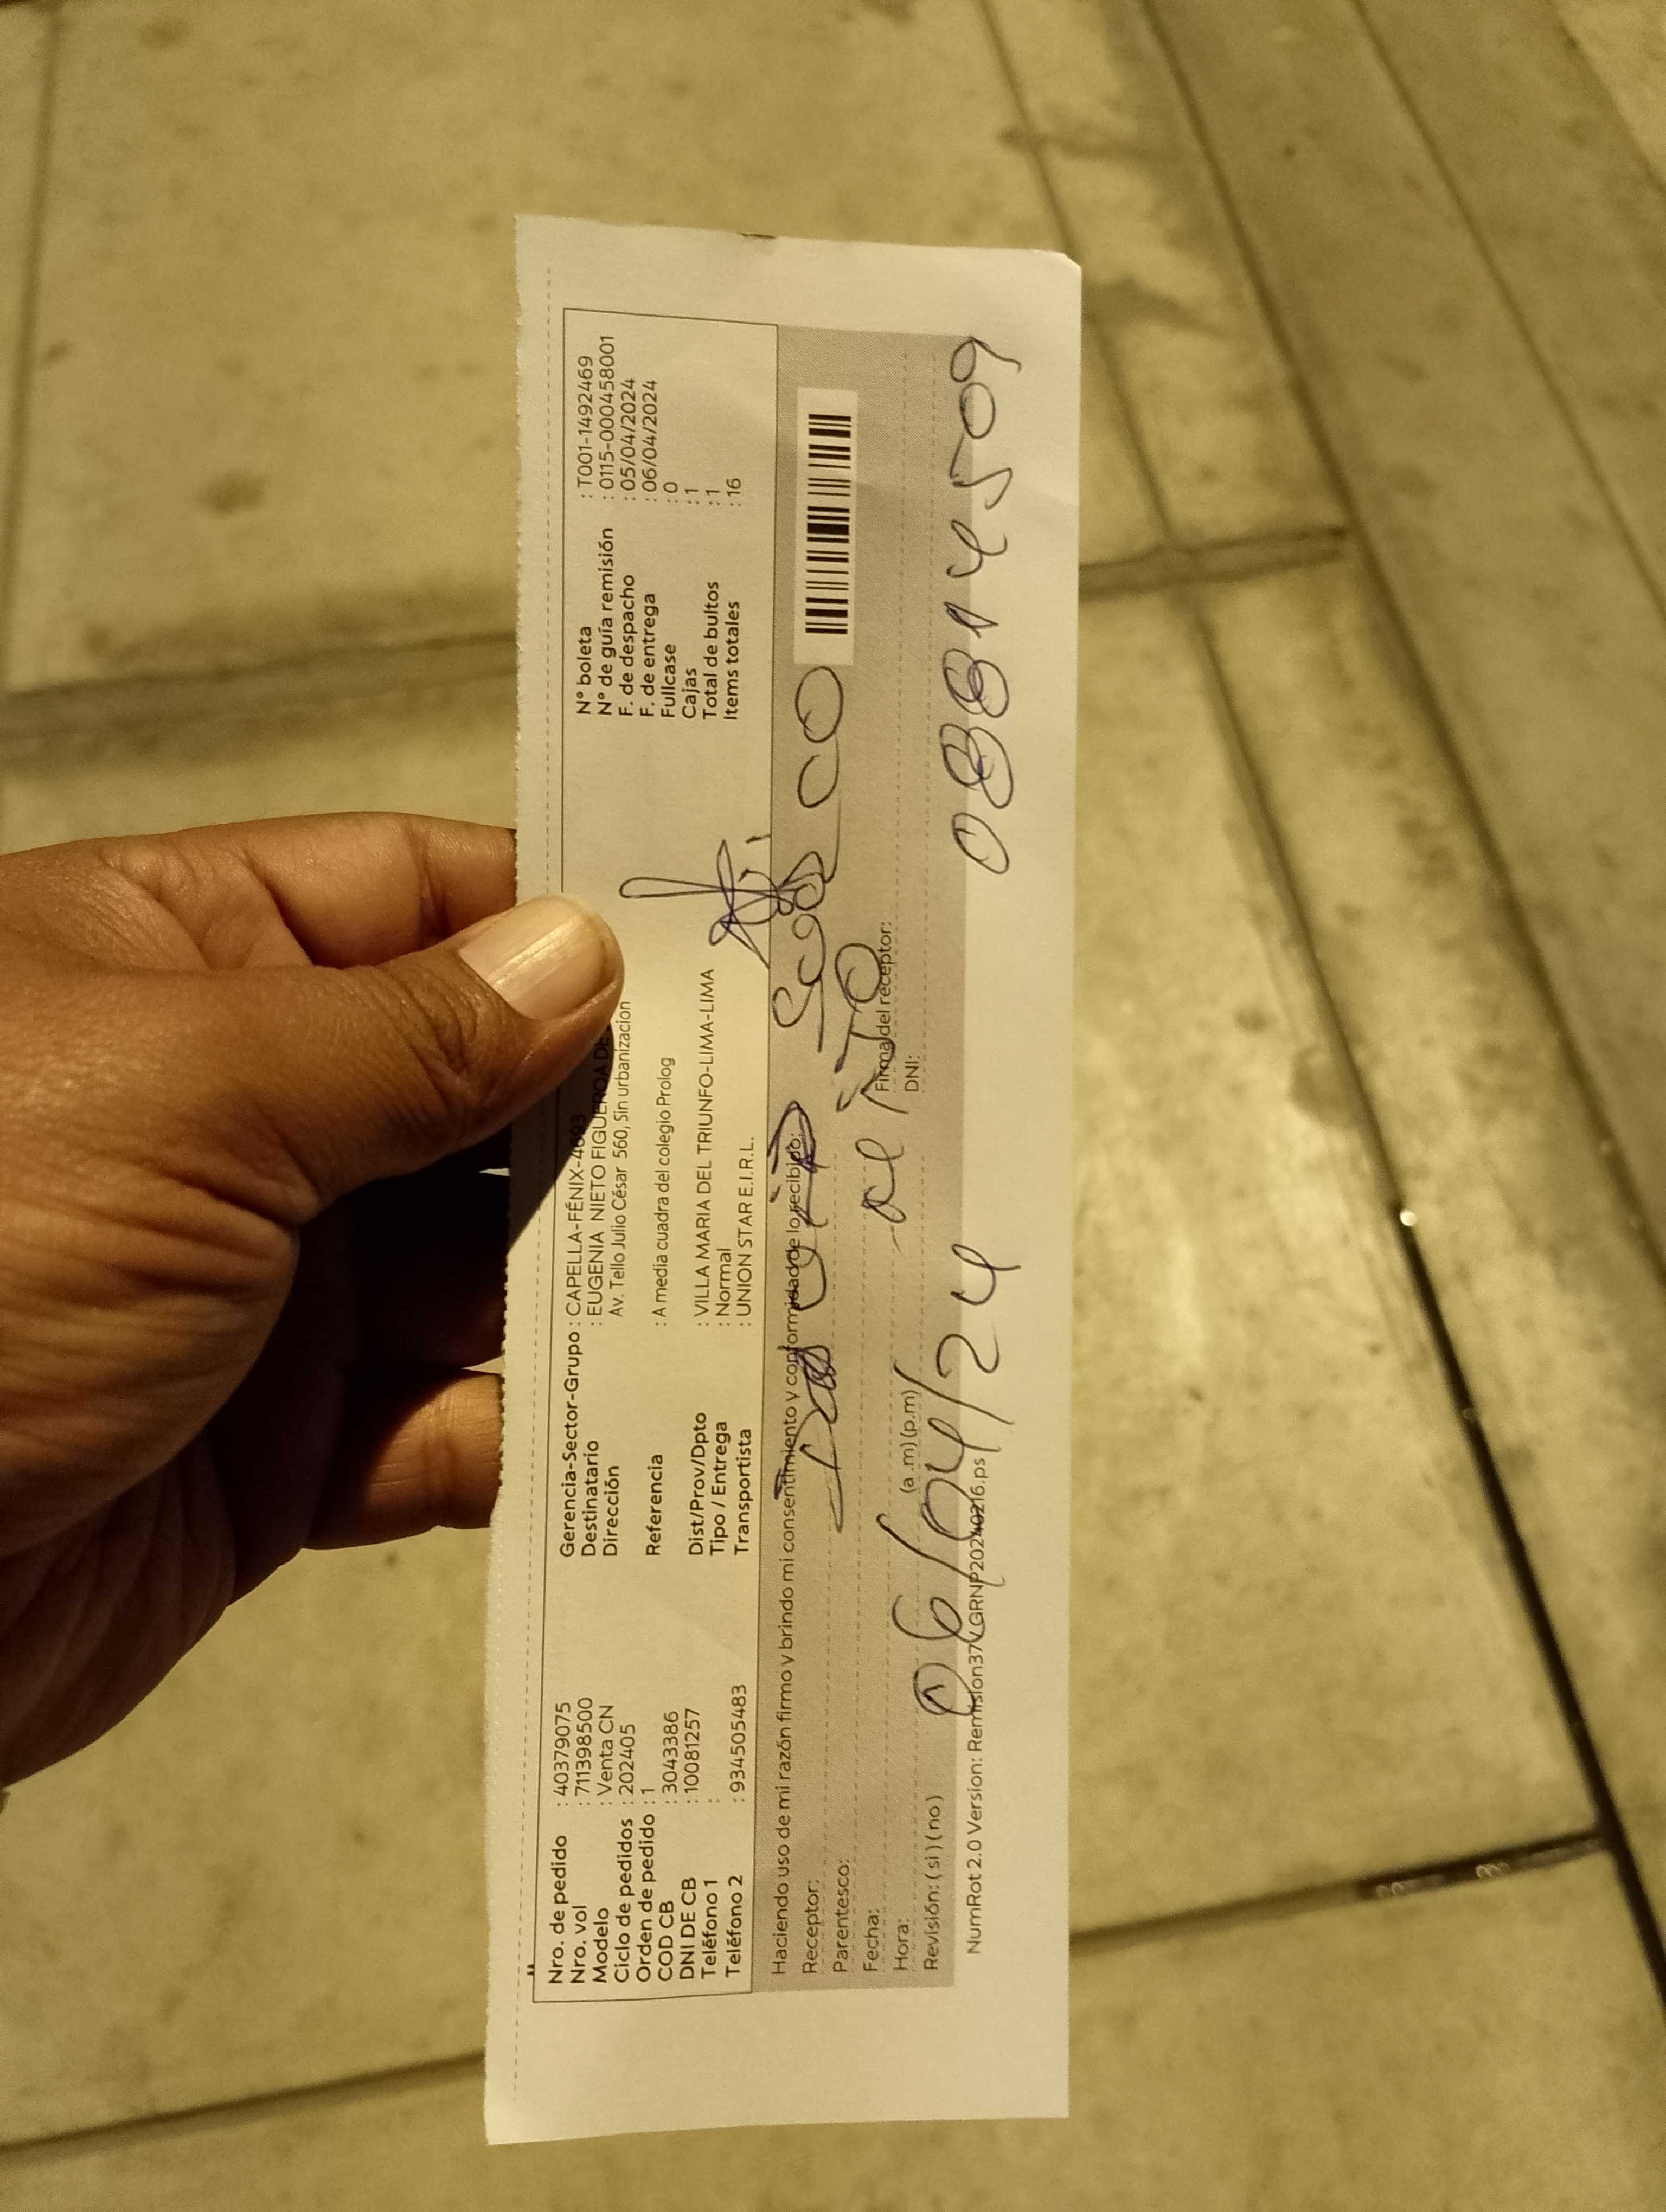 Nro. de pedido : 40379075
Nro. vol : 711398500
Modelo : Venta CN
Ciclo de pedidos : 202405
Orden de pedido : 1
COD CB : 3043386
DNI DE CB : 10081257
Teléfono 1 :
Teléfono 2 : 934505483
Gerencia-Sector-Grupo : CAPELLA-FÉNIX-4693
Destinatario : EUGENIA NIETO FIGUEROA DE
Dirección Av. Tello Julio César 560, Sin urbanizacion
Referencia : A media cuadra del colegio Prolog
Dist/Prov/Dpto : VILLA MARIA DEL TRIUNFO-LIMA-LIMA
Tipo / Entrega : Normal
Transportista : UNION STAR E.I.R.L.
N° boleta : T001-1492469
N° de guía remisión : 0115-0000458001
F. de despacho : 05/04/2024
F. de entrega : 06/04/2024
Fullcase : 0
Cajas : 1
Total de bultos : 1
Items totales : 16
Haciendo uso de mi razón firmo y brindo mi consentimiento y conformidad de lo recibido:
Receptor:
Parentesco:
Fecha:
Hora: (a.m) (p.m)
Revisión: ( si ) ( no )
06/04/24
Firma del receptor:
DNI:
08814509
NumRot 2.0 Version: Remision37VGRNP20240216.ps